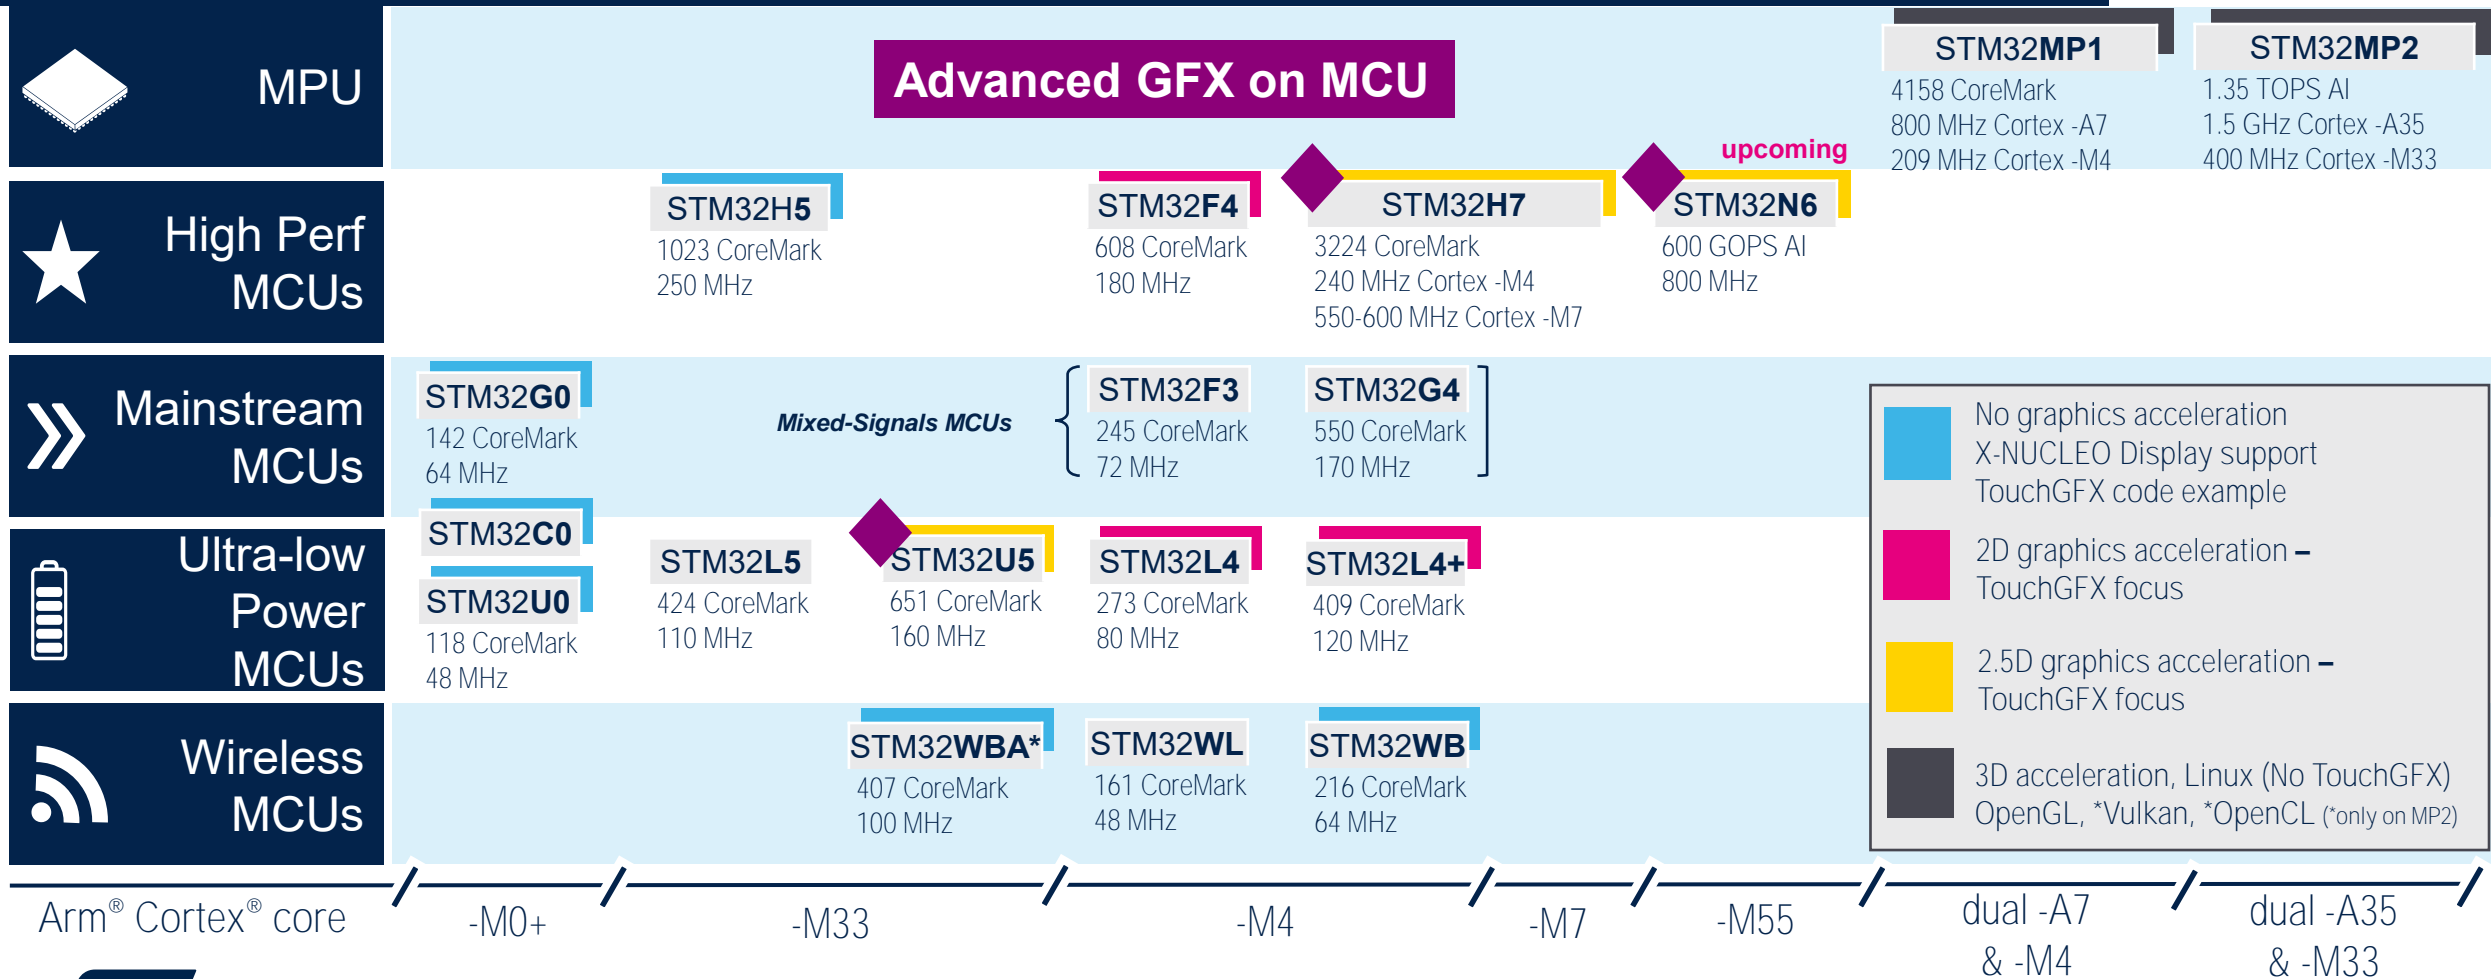 MPU
Advanced GFX on MCU
STM32MP1
4158 CoreMark
800 MHz Cortex -A7
209 MHz Cortex -M4
STM32MP2
1.35 TOPS AI
1.5 GHz Cortex -A35
400 MHz Cortex -M33
High Perf
MCUs
STM32H5
1023 CoreMark
250 MHz
STM32F4
608 CoreMark
180 MHz
STM32H7
3224 CoreMark
240 MHz Cortex -M4
550-600 MHz Cortex -M7
upcoming
STM32N6
600 GOPS AI
800 MHz
Mainstream
MCUs
STM32G0
142 CoreMark
64 MHz
Mixed-Signals MCUs
STM32F3
245 CoreMark
72 MHz
STM32G4
550 CoreMark
170 MHz
STM32C0
Ultra-low
Power
MCUs
STM32U0
118 CoreMark
48 MHz
STM32L5
424 CoreMark
110 MHz
STM32U5
651 CoreMark
160 MHz
STM32L4
273 CoreMark
80 MHz
STM32L4+
409 CoreMark
120 MHz
Wireless
MCUs
STM32WBA*
407 CoreMark
100 MHz
STM32WL
161 CoreMark
48 MHz
STM32WB
216 CoreMark
64 MHz
No graphics acceleration
X-NUCLEO Display support
TouchGFX code example
2D graphics acceleration –
TouchGFX focus
2.5D graphics acceleration –
TouchGFX focus
3D acceleration, Linux (No TouchGFX)
OpenGL, *Vulkan, *OpenCL (*only on MP2)
Arm® Cortex® core
-M0+
-M33
-M4
-M7
-M55
dual -A7
& -M4
dual -A35
& -M33